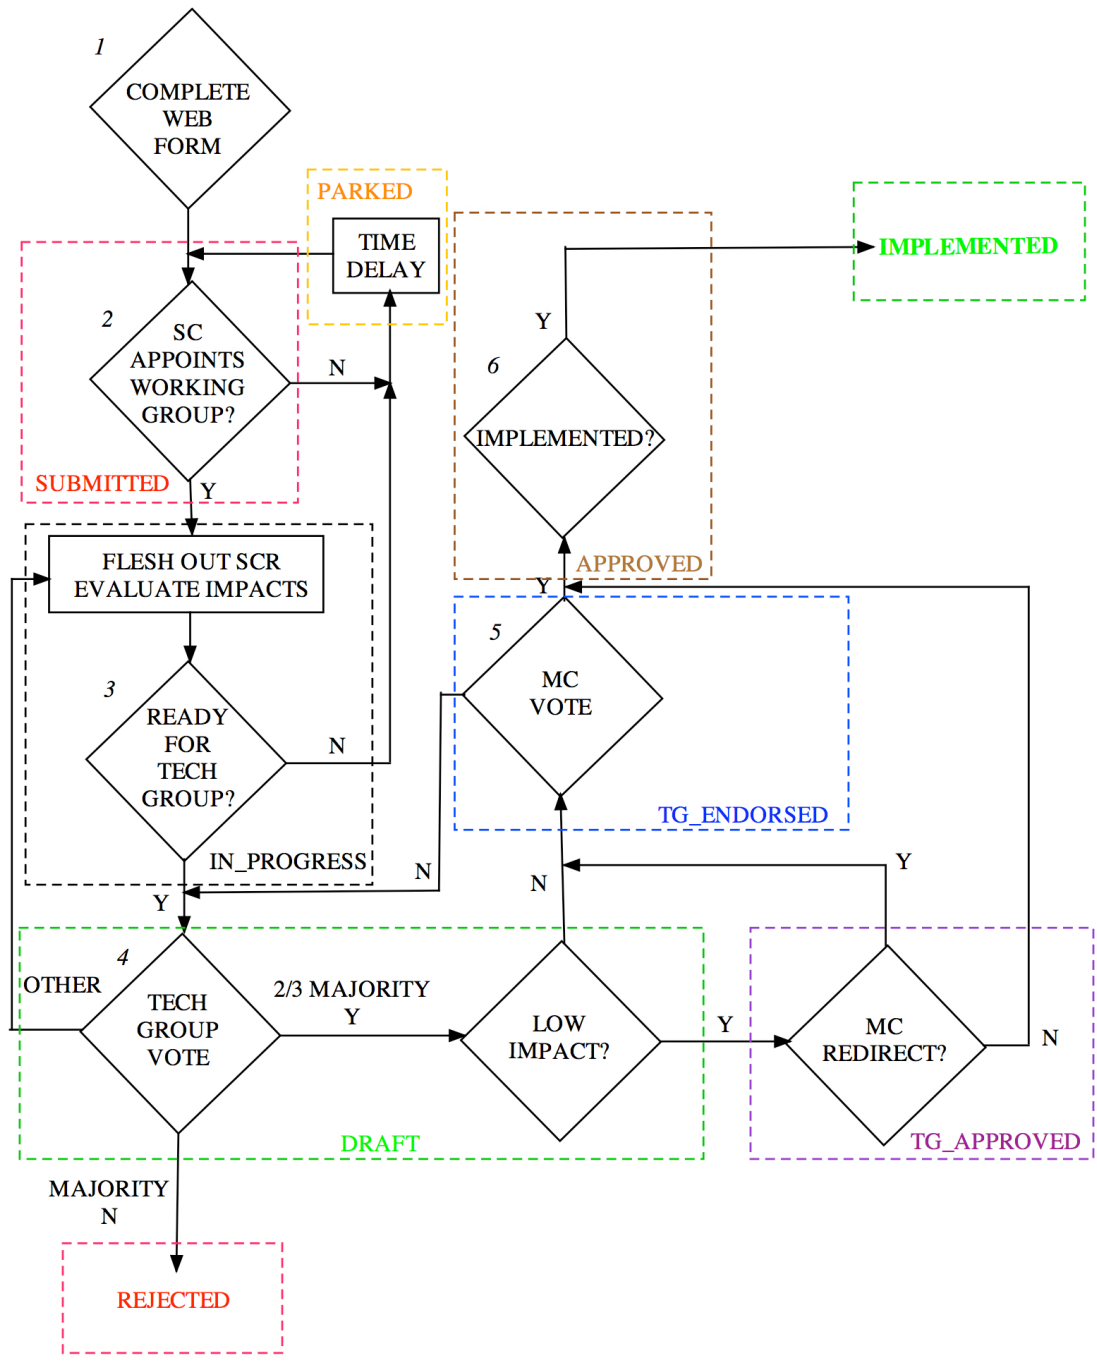 1
COMPLETE
WEB
FORM
PARKED
TIME
DELAY
IMPLEMENTED
2
SC
APPOINTS
WORKING
GROUP?
N
SUBMITTED
Y
Y
6
IMPLEMENTED?
APPROVED
FLESH OUT SCR
EVALUATE IMPACTS
Y
3
READY
FOR
TECH
GROUP?
N
IN_PROGRESS
5
MC
VOTE
TG_ENDORSED
N
Y
N
Y
4
OTHER
TECH
GROUP
VOTE
2/3 MAJORITY
Y
LOW
IMPACT?
Y
MC
REDIRECT?
N
DRAFT
TG_APPROVED
MAJORITY
N
REJECTED